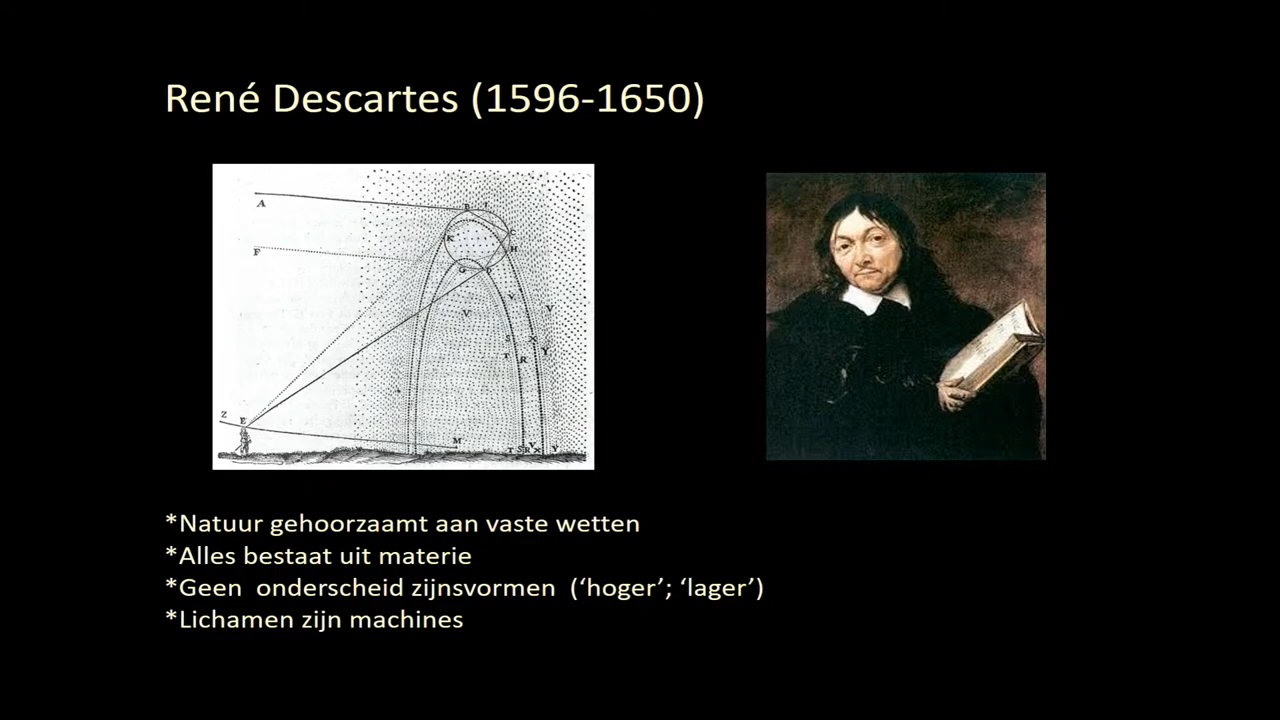 René Descartes (1596-1650)
A
B
F
K
H
G
V
V
V
S
X
T
R
Y
Z
E
M
V
T S R X Y
*Natuur gehoorzaamt aan vaste wetten
*Alles bestaat uit materie
*Geen onderscheid zijnsvormen (‘hoger’; ‘lager’)
*Lichamen zijn machines